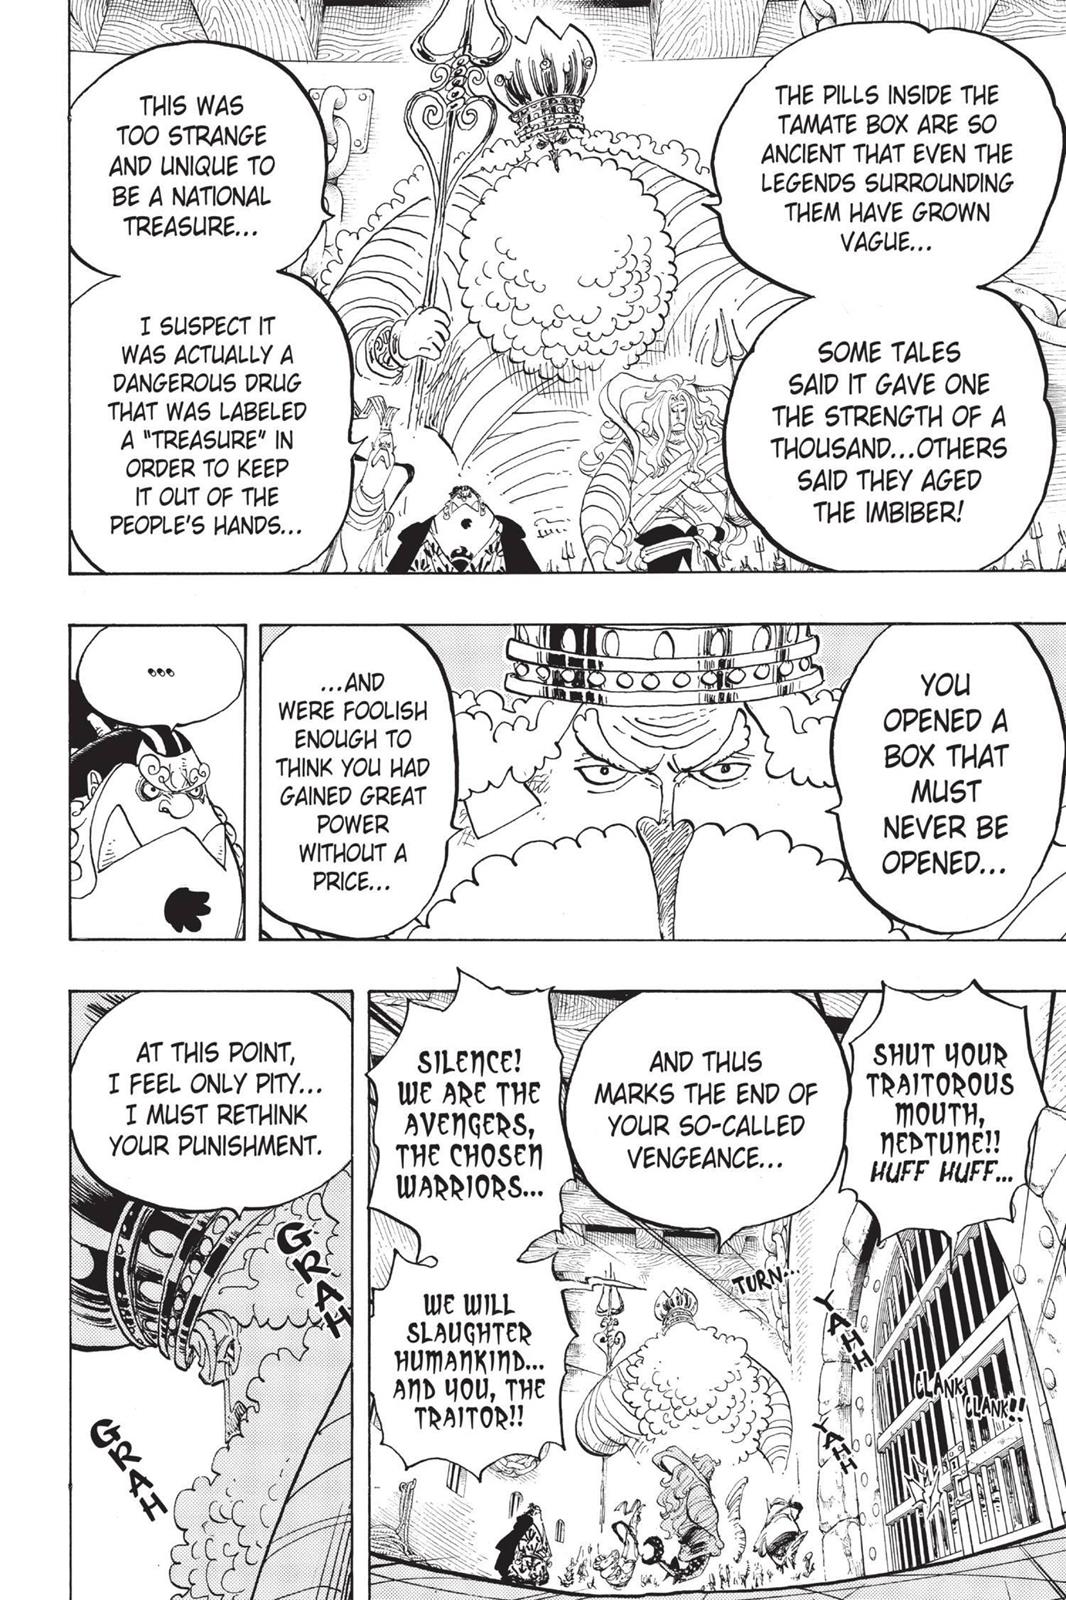 THE PILLS INSIDE THE
TAMATE BOX ARE SO
ANCIENT THAT EVEN THE
LEGENDS SURROUNDING
THEM HAVE GROWN
VAGUE...
SOME TALES
SAID IT GAVE ONE
THE STRENGTH OF A
THOUSAND...OTHERS
SAID THEY AGED
THE IMBIBER!
THIS WAS
TOO STRANGE
AND UNIQUE TO
BE A NATIONAL
TREASURE...
I SUSPECT IT
WAS ACTUALLY A
DANGEROUS DRUG
THAT WAS LABELED
A “TREASURE” IN
ORDER TO KEEP
IT OUT OF THE
PEOPLE'S HANDS...
YOU
OPENED A
BOX THAT
MUST
NEVER BE
OPENED...
...AND
WERE FOOLISH
ENOUGH TO
THINK YOU HAD
GAINED GREAT
POWER
WITHOUT A
PRICE...
...
SHUT YOUR
TRAITOROUS
MOUTH,
NEPTUNE!!
HUFF HUFF...
AND THUS
MARKS THE END OF
YOUR SO-CALLED
VENGEANCE...
SILENCE!
WE ARE THE
AVENGERS,
THE CHOSEN
WARRIORS...
WE WILL
SLAUGHTER
HUMANKIND...
AND YOU, THE
TRAITOR!!
TURN...
YAHH
YAHH
CLANK
CLANK!!
AT THIS POINT,
I FEEL ONLY PITY...
I MUST RETHINK
YOUR PUNISHMENT.
GRAH
GRAH